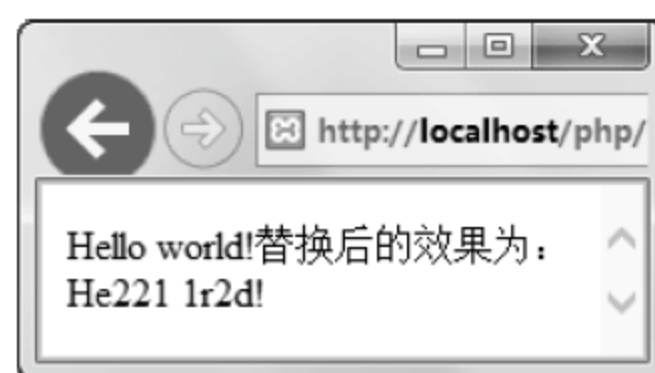 http://localhost/php/
Hello world!替换后的效果为：
He221 1r2d!